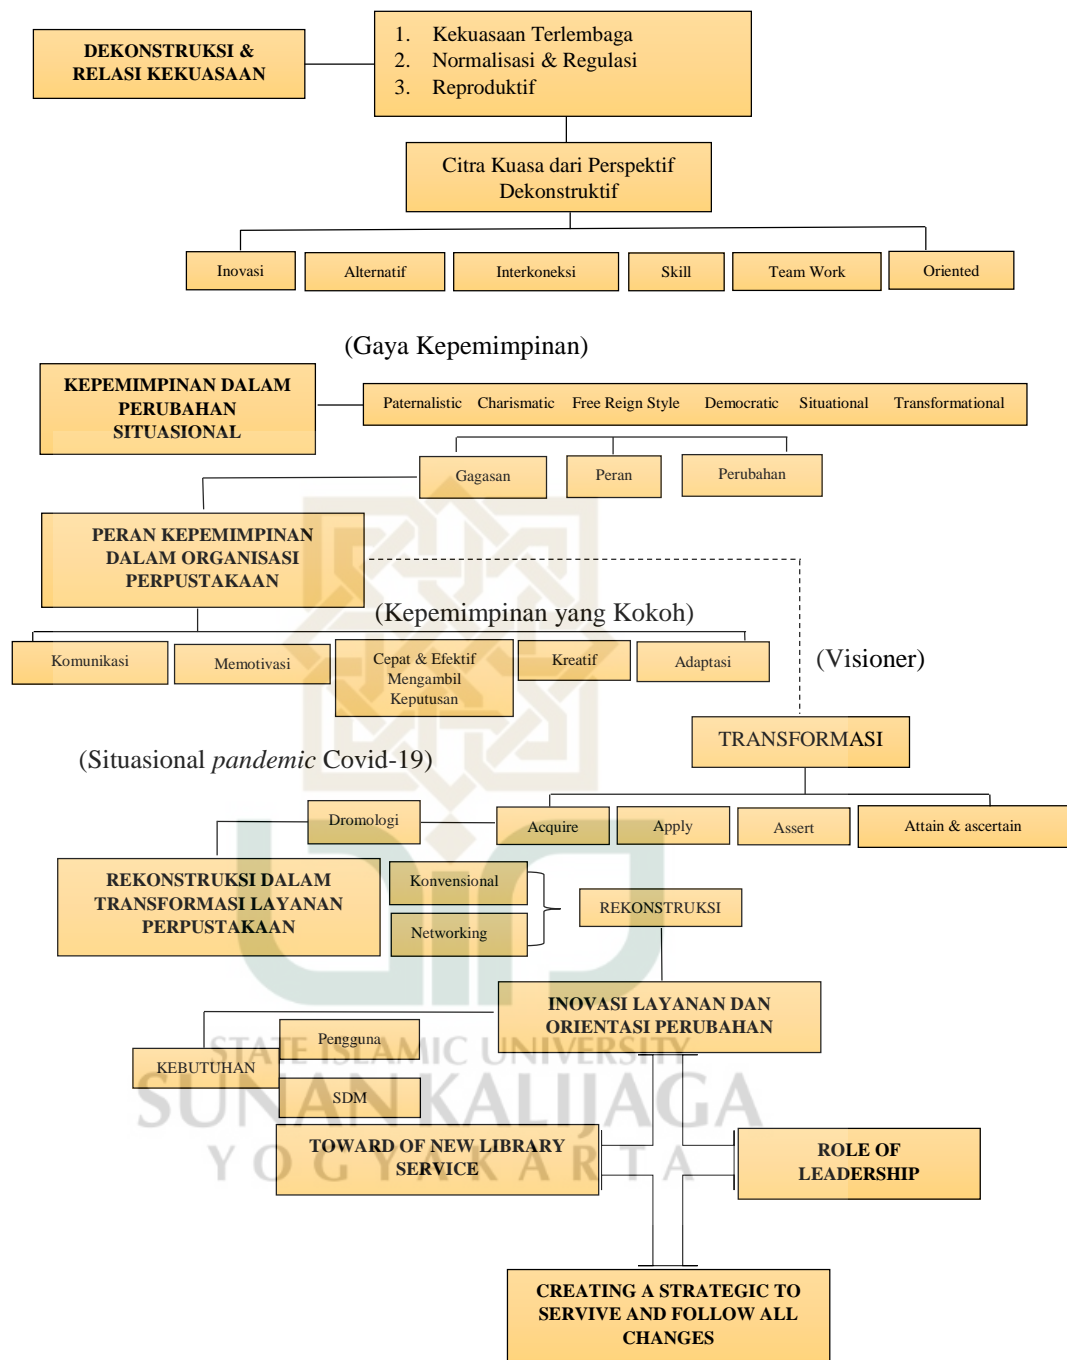 DEKONSTRUKSI &
RELASI KEKUASAAN
1. Kekuasaan Terlembaga
2. Normalisasi & Regulasi
3. Reproduktif
Citra Kuasa dari Perspektif
Dekonstruktif
Inovasi
Alternatif
Interkoneksi
Skill
Team Work
Oriented
(Gaya Kepemimpinan)
KEPEMIMPINAN DALAM
PERUBAHAN
SITUASIONAL
Paternalistic Charismatic Free Reign Style Democratic Situational Transformational
Gagasan
Peran
Perubahan
PERAN KEPEMIMPINAN
DALAM ORGANISASI
PERPUSTAKAAN
(Kepemimpinan yang Kokoh)
Komunikasi
Memotivasi
Cepat & Efektif
Mengambil
Keputusan
Kreatif
Adaptasi
(Visioner)
TRANSFORMASI
(Situasional pandemic Covid-19)
Dromologi
Acquire
Apply
Assert
Attain & ascertain
REKONSTRUKSI DALAM
TRANSFORMASI LAYANAN
PERPUSTAKAAN
Konvensional
Networking
REKONSTRUKSI
INOVASI LAYANAN DAN
ORIENTASI PERUBAHAN
KEBUTUHAN
Pengguna
SDM
STATE ISLAMIC UNIVERSITY
SUNAN KALIJAGA
YOGYAKARTA
TOWARD OF NEW LIBRARY
SERVICE
ROLE OF
LEADERSHIP
CREATING A STRATEGIC TO
SERVIVE AND FOLLOW ALL
CHANGES